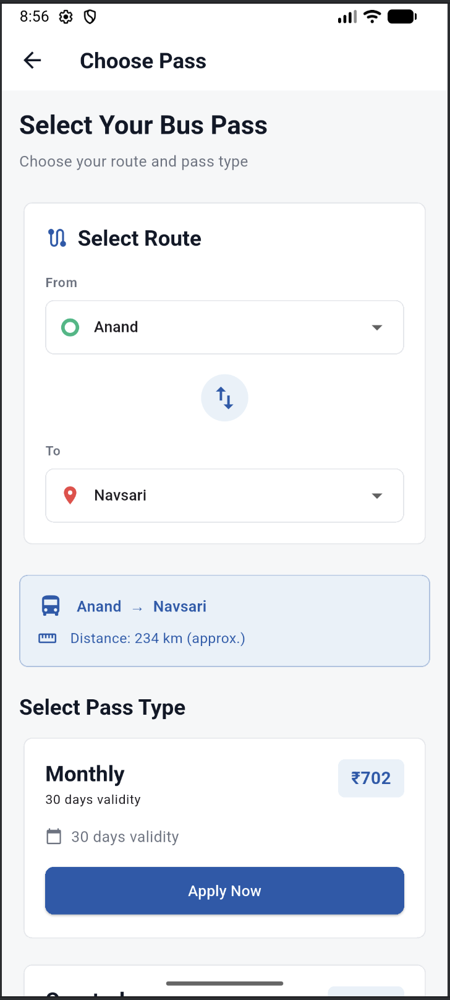 8:56
Choose Pass
Select Your Bus Pass
Choose your route and pass type
Select Route
From
Anand
To
Navsari
Anand → Navsari
Distance: 234 km (approx.)
Select Pass Type
Monthly
₹702
30 days validity
30 days validity
Apply Now